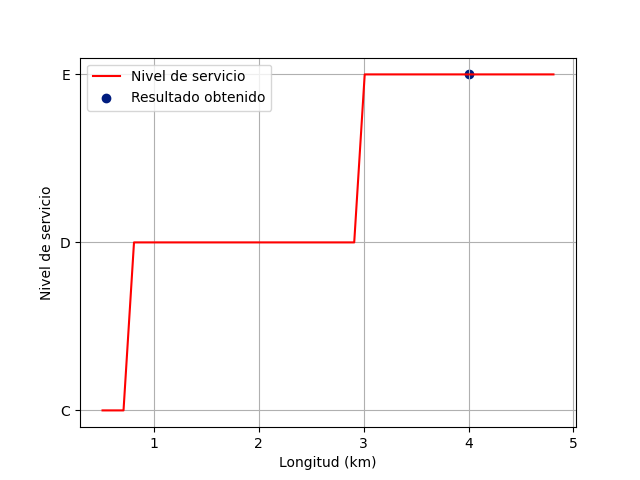 Nivel de servicio
Resultado obtenido
E
D
C
Nivel de servicio
1 2 3 4 5
Longitud (km)